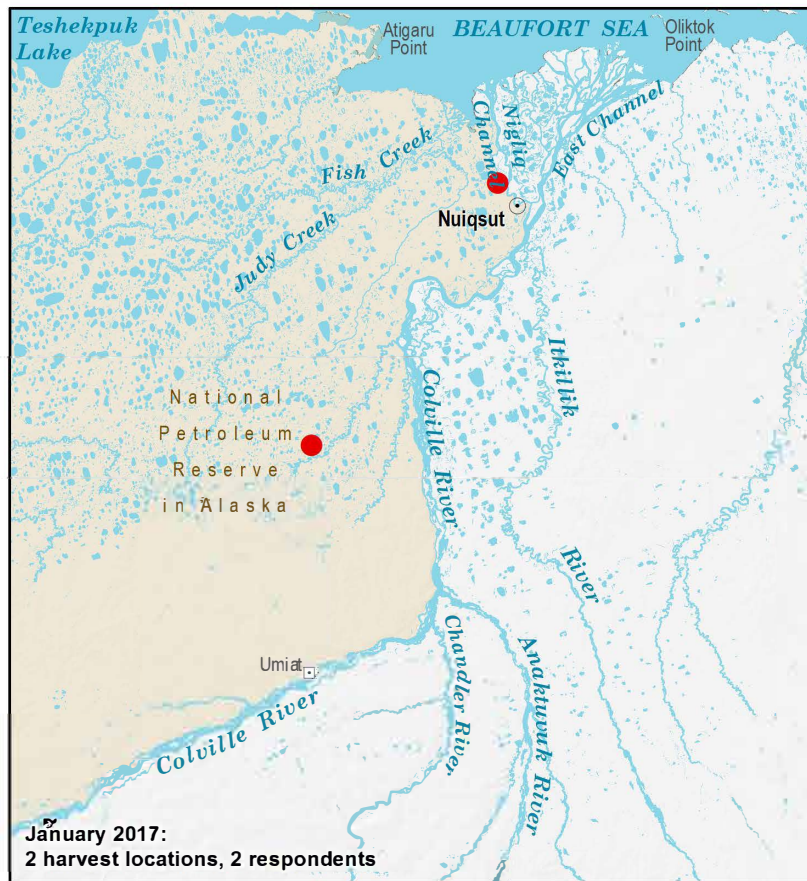 Teshekpuk
Lake
Atigaru
Point
BEAUFORT SEA
Oliktok
Point
Nigliq
Channel
East Channel
Fish Creek
Judy Creek
Nuiqsut
Itkillik
River
Colville River
National
Petroleum
Reserve
in Alaska
Umiat
Colville River
Chandler River
Anaktuvuk River
January 2017:
2 harvest locations, 2 respondents